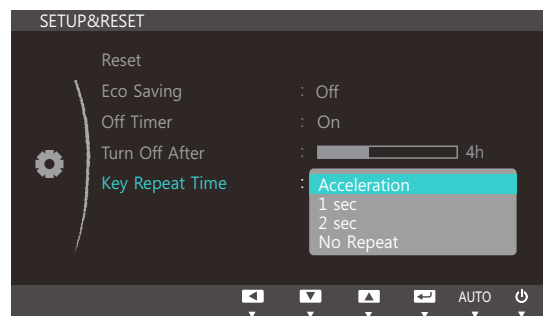 SETUP&RESET
Reset
Eco Saving : Off
Off Timer : On
Turn Off After : 4h
Key Repeat Time : Acceleration
1 sec
2 sec
No Repeat
AUTO